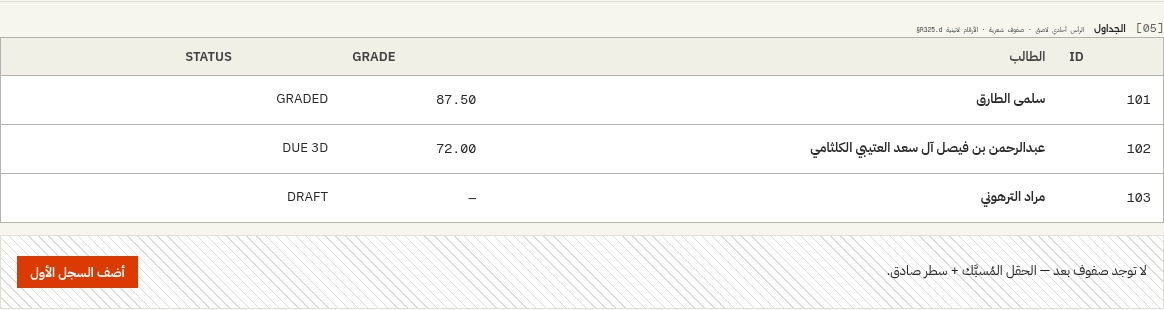 [05] الجداول الرأس أحادي لاصق · صفوف شعرية · الأرقام لاتينية §R325.d
ID الطالب GRADE STATUS
101 سلمى الطارق 87.50 GRADED
102 عبدالرحمن بن فيصل آل سعد العتيبي الكلثامي 72.00 DUE 3D
103 مراد الترهوني — DRAFT
لا توجد صفوف بعد — الحقل المُسبَّك + سطر صادق. أضف السجل الأول